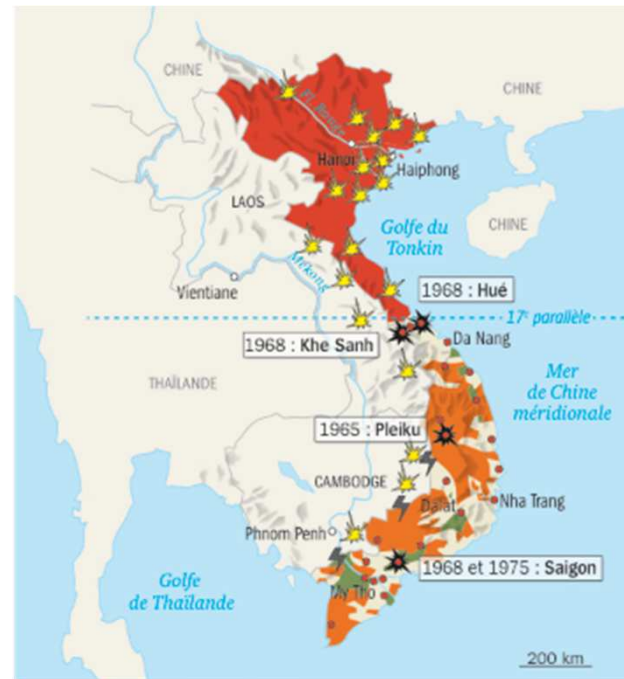 CHINE
CHINE
Fl. Rouge
Hanoi
Haiphong
LAOS
CHINE
Golfe du
Tonkin
Mékong
Vientiane
1968 : Hué
17e parallèle
1968 : Khe Sanh
Da Nang
THAÏLANDE
Mer
de Chine
méridionale
1965 : Pleiku
CAMBODGE
Dalat
Nha Trang
Phnom Penh
1968 et 1975 : Saigon
Golfe
de Thaïlande
My Tho
200 km